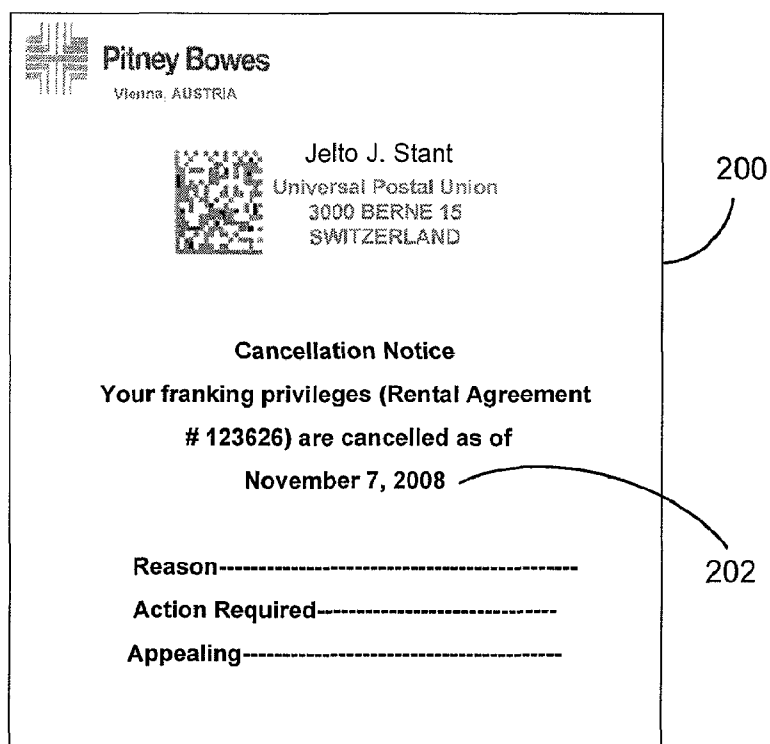 Pitney Bowes
Vienna, AUSTRIA
Jelto J. Stant
Universal Postal Union
3000 BERNE 15
SWITZERLAND
200
Cancellation Notice
Your franking privileges (Rental Agreement
# 123626) are cancelled as of
November 7, 2008
202
Reason---------------------------------------------
Action Required------------------------------
Appealing----------------------------------------